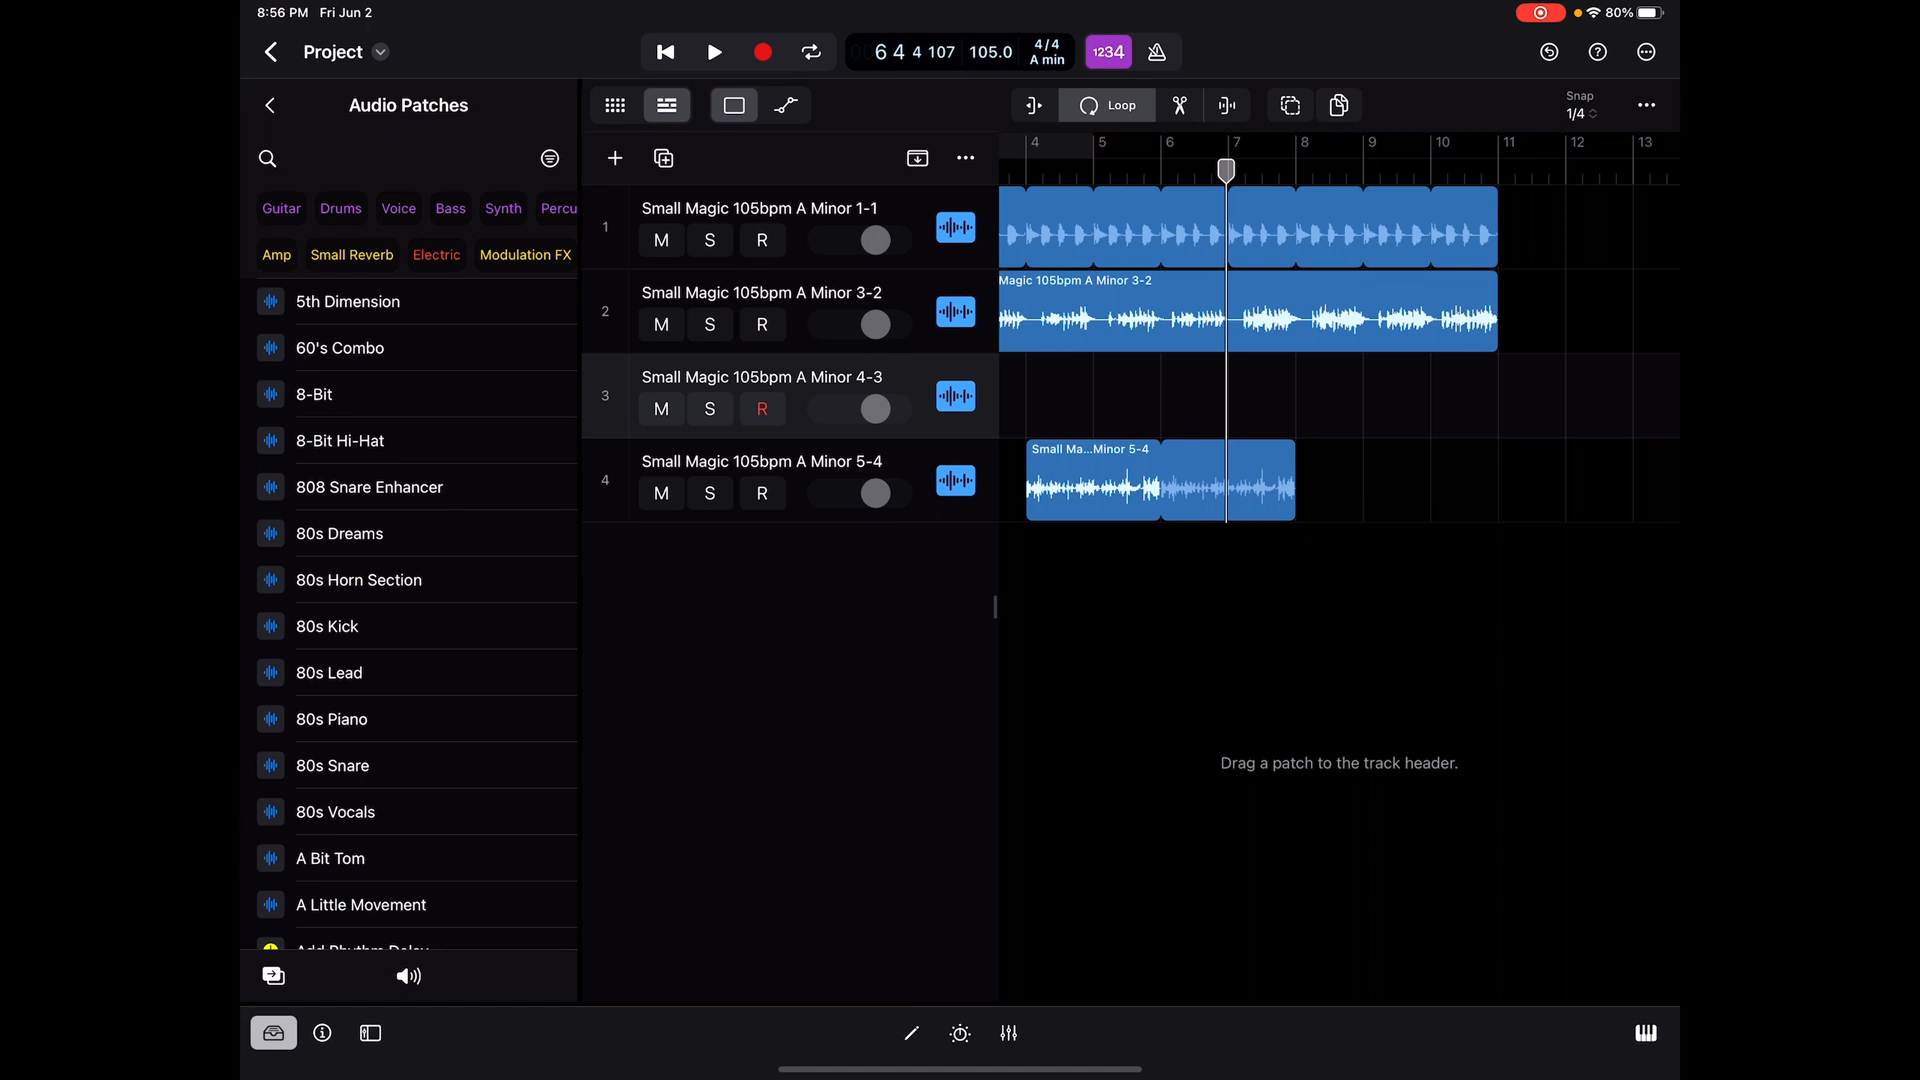 8:56 PM Fri Jun 2
80%
Project
6 4 4 107 105.0 4/4 A min
1234
Audio Patches
Loop
Snap
1/4
4 5 6 7 8 9 10 11 12 13
Guitar Drums Voice Bass Synth Percu
Amp Small Reverb Electric Modulation FX
5th Dimension
60's Combo
8-Bit
8-Bit Hi-Hat
808 Snare Enhancer
80s Dreams
80s Horn Section
80s Kick
80s Lead
80s Piano
80s Snare
80s Vocals
A Bit Tom
A Little Movement
Add Rhythm Delay
1
Small Magic 105bpm A Minor 1-1
M S R
2
Small Magic 105bpm A Minor 3-2
M S R
Magic 105bpm A Minor 3-2
3
Small Magic 105bpm A Minor 4-3
M S R
4
Small Magic 105bpm A Minor 5-4
M S R
Small Ma...Minor 5-4
Drag a patch to the track header.